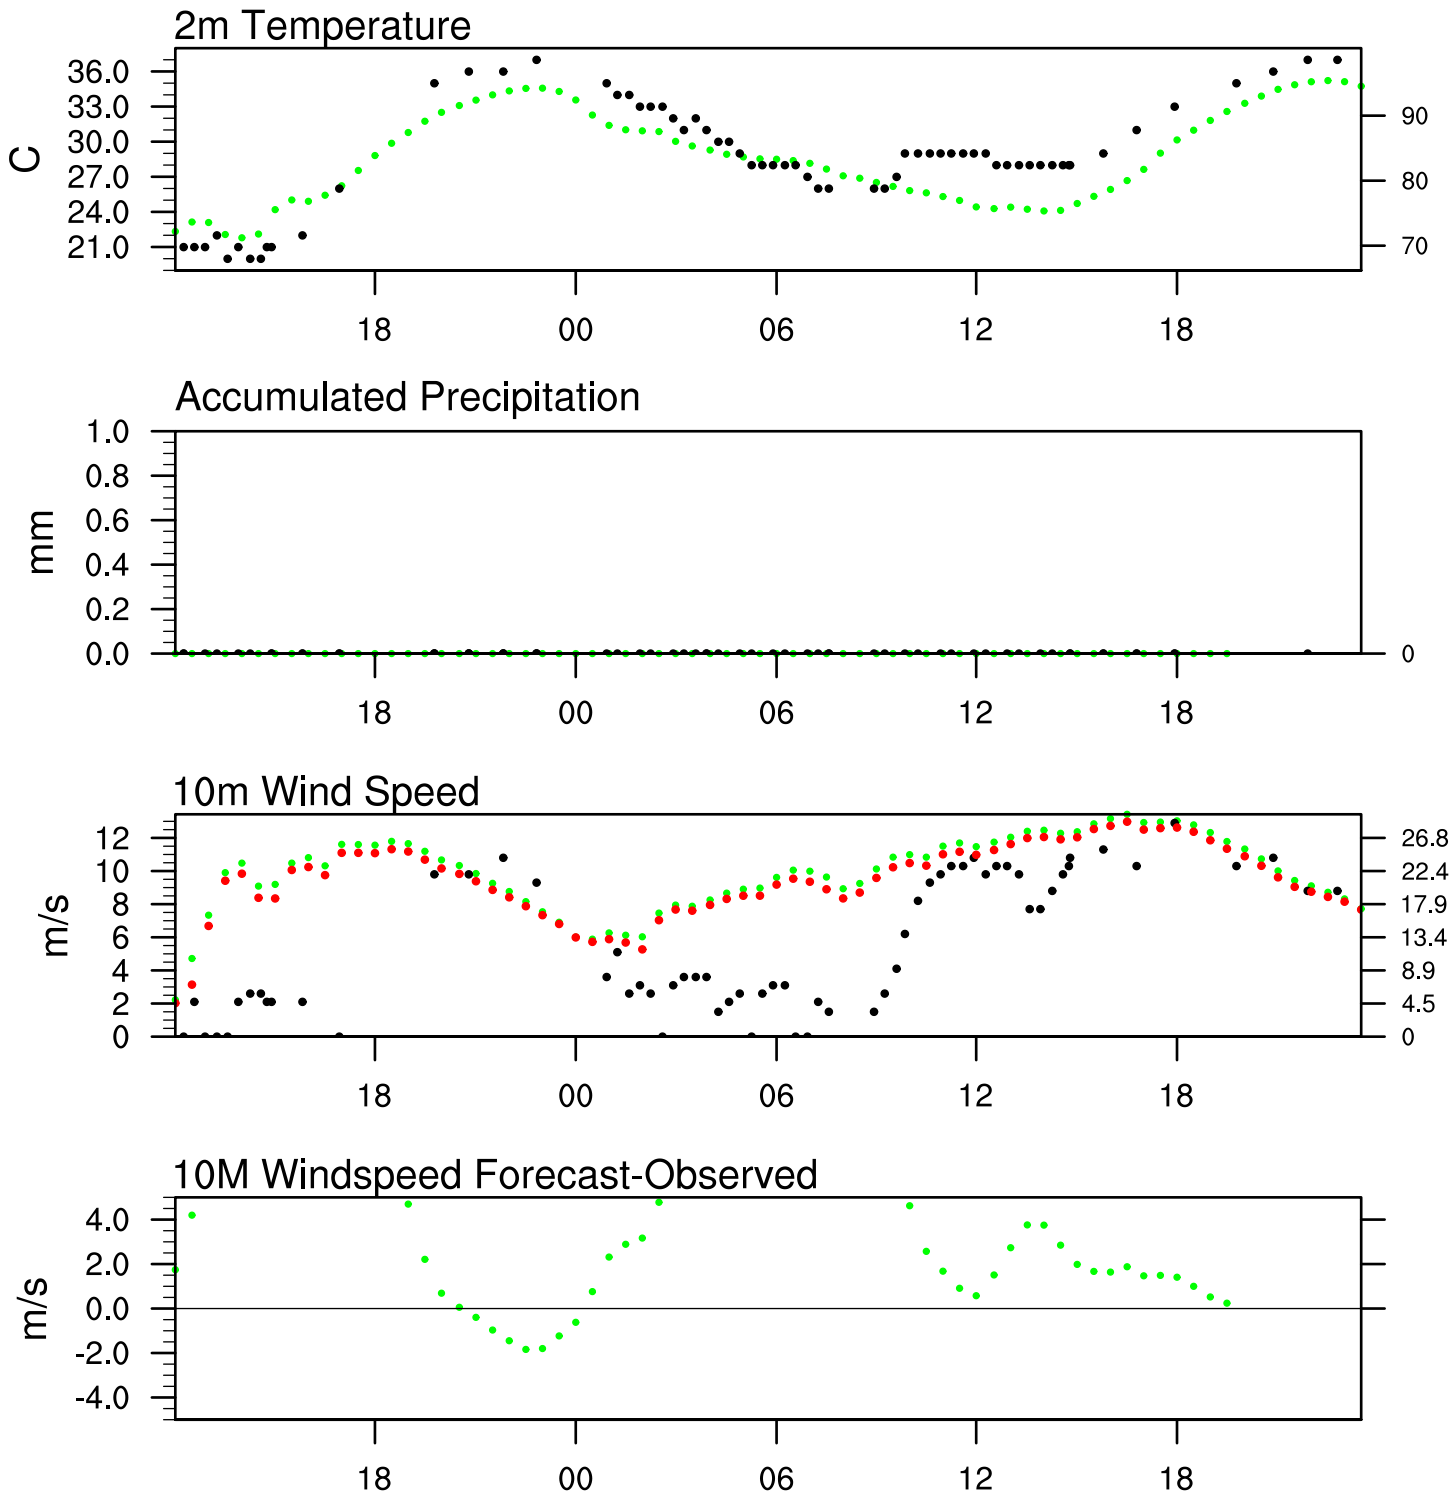 2m Temperature
C
36.0
33.0
30.0
27.0
24.0
21.0
90
80
70
18 00 06 12 18
Accumulated Precipitation
mm
1.0
0.8
0.6
0.4
0.2
0.0
0
18 00 06 12 18
10m Wind Speed
m/s
12
10
8
6
4
2
0
26.8
22.4
17.9
13.4
8.9
4.5
0
18 00 06 12 18
10M Windspeed Forecast-Observed
m/s
4.0
2.0
0.0
-2.0
-4.0
18 00 06 12 18